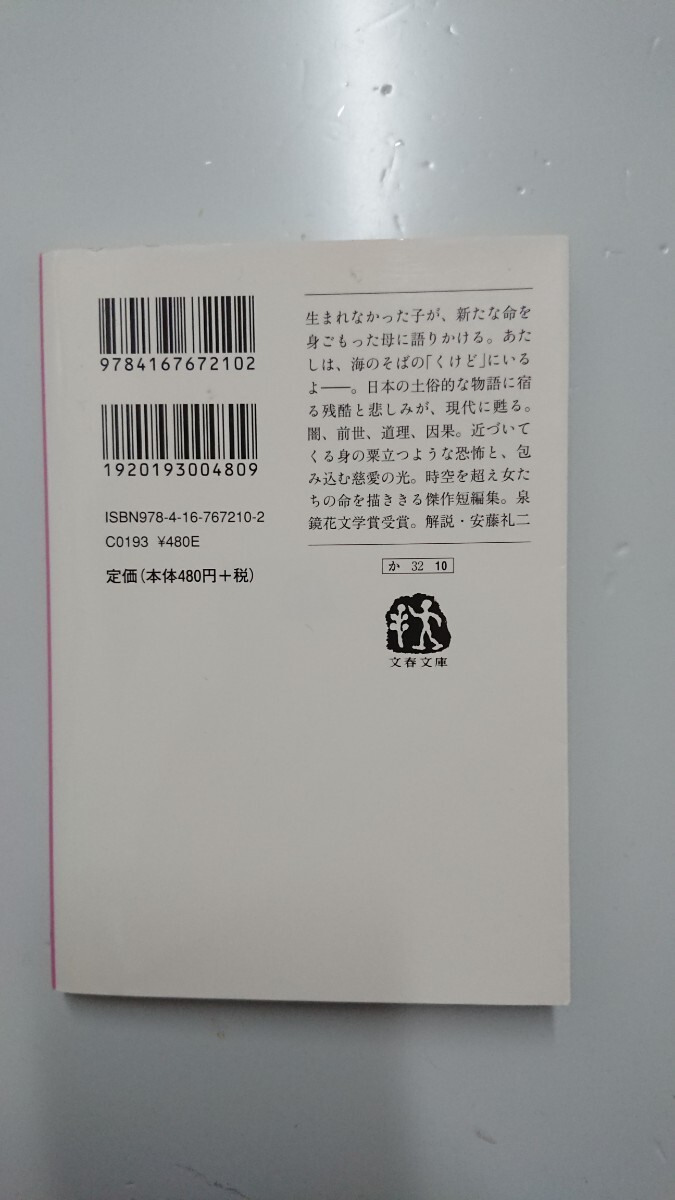 9784167672102
1920193004809
ISBN978-4-16-767210-2
C0193 ¥480E
定価(本体480円+税)
生まれなかった子が、新たな命を
身ごもった母に語りかける。あた
しは、海のそばの「くけど」にいる
よ――。日本の土俗的な物語に宿
る残酷と悲しみが、現代に甦る。
闇、前世、道理、因果。近づいて
くる身の粟立つような恐怖と、包
み込む慈愛の光。時空を超え女た
ちの命を描ききる傑作短編集。泉
鏡花文学賞受賞。解説・安藤礼二
か 32 10
文春文庫